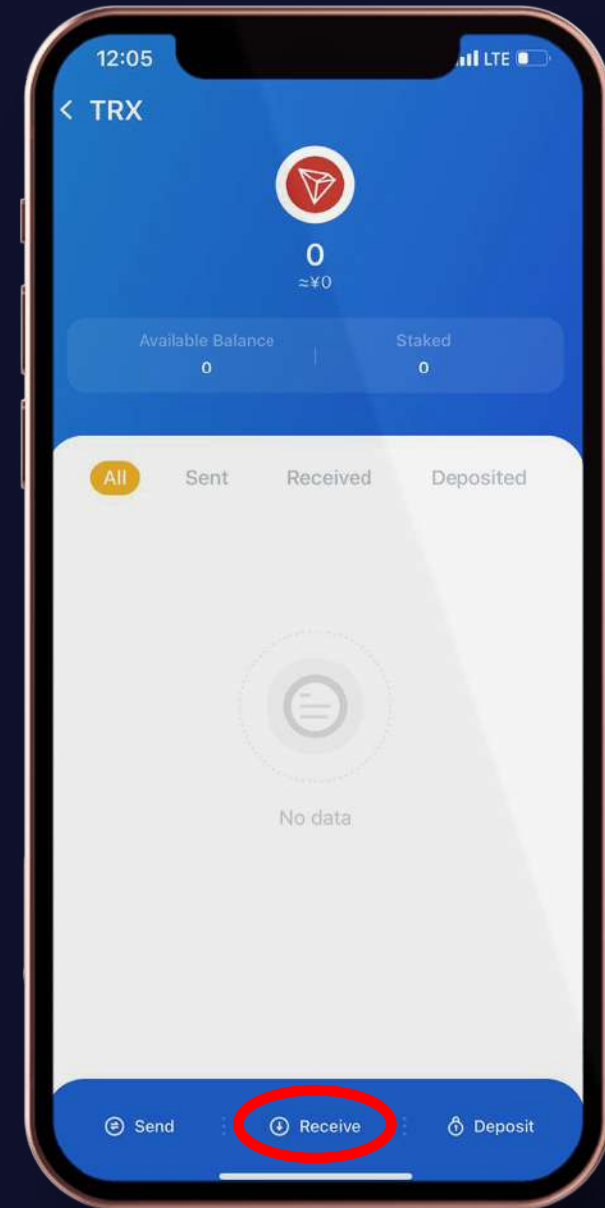 12:05 LTE
< TRX
0
≈¥0
Available Balance Staked
0 0
All Sent Received Deposited
No data
Send Receive Deposit